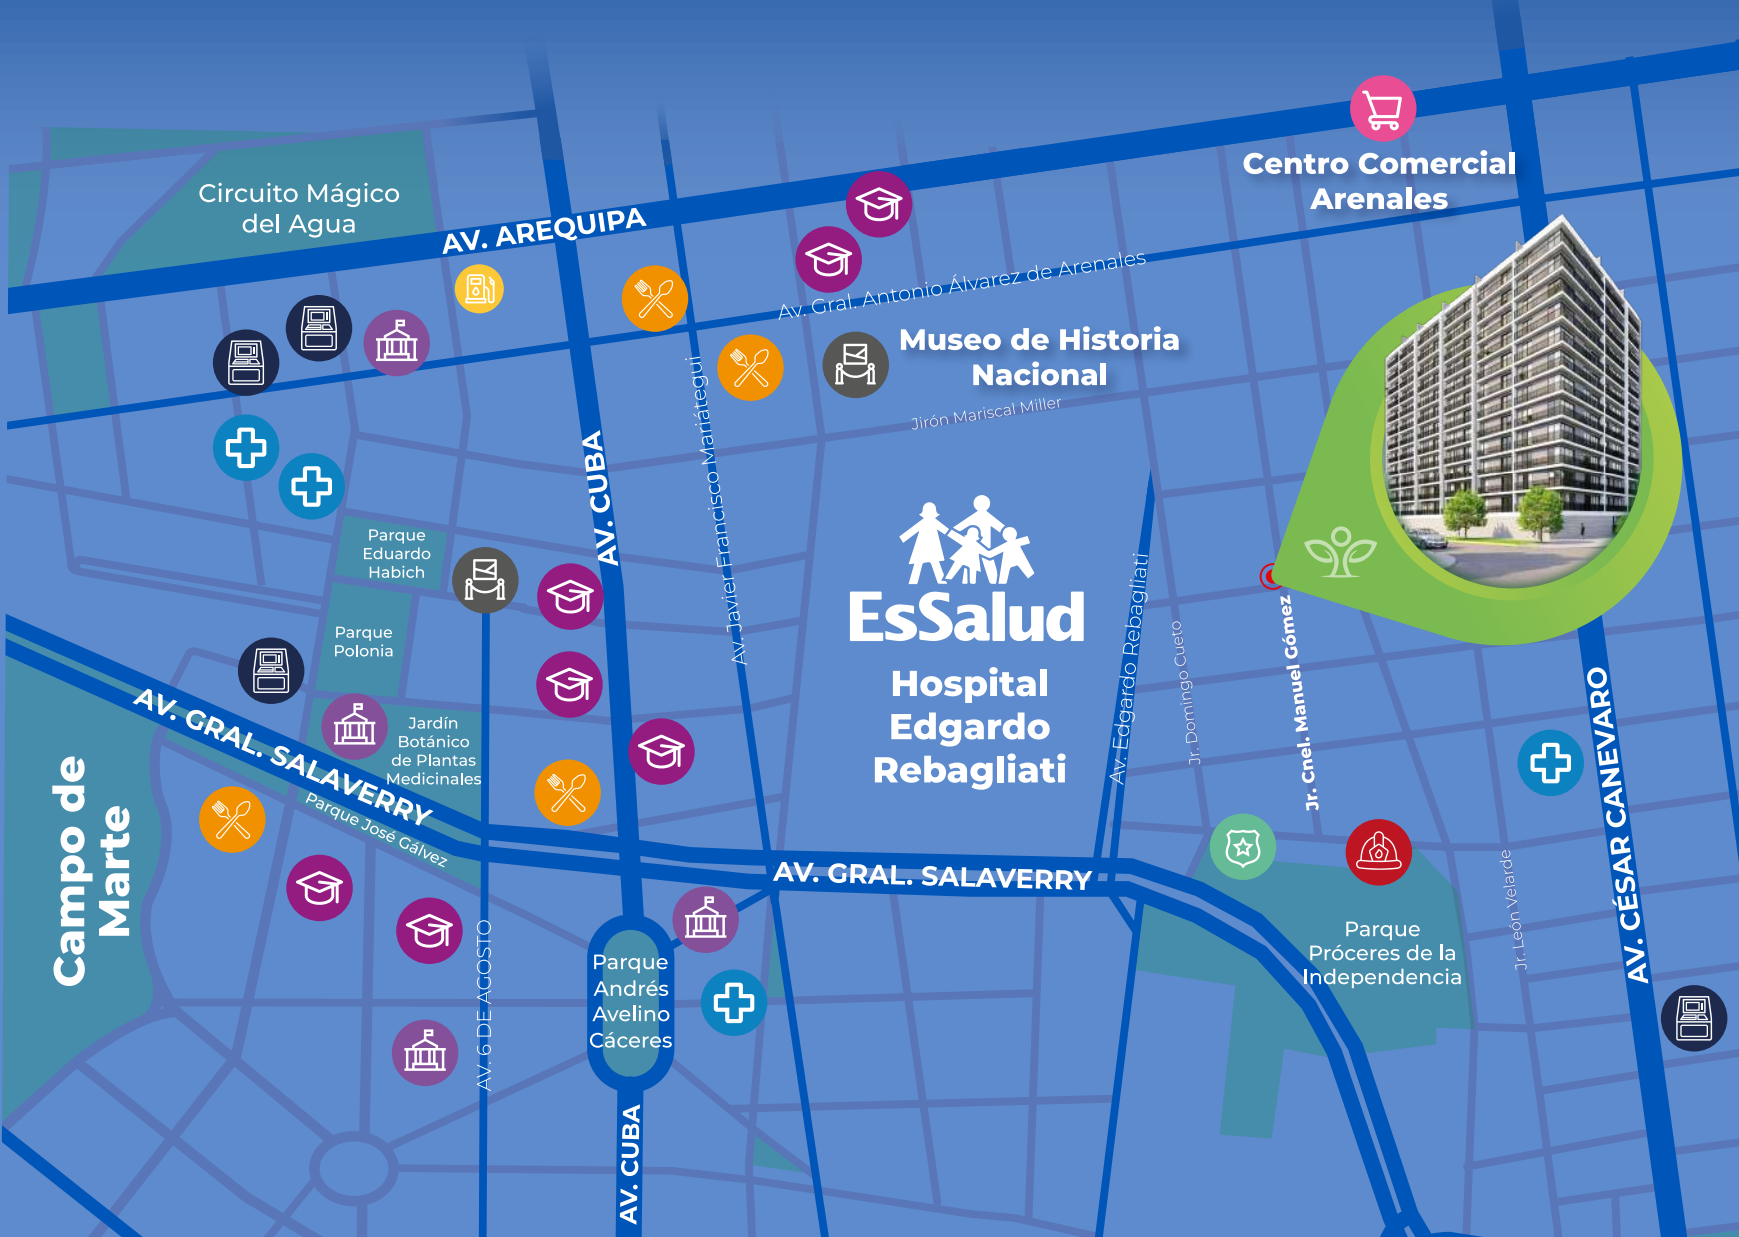 Centro Comercial
Arenales
Circuito Mágico
del Agua
AV. AREQUIPA
Av. Gral. Antonio Álvarez de Arenales
Museo de Historia
Nacional
Jirón Mariscal Miller
AV. CUBA
Av. Javier Francisco Mariátegui
Parque
Eduardo
Habich
EsSalud
Hospital
Edgardo
Rebagliati
Av. Edgardo Rebagliati
Jr. Domingo Cueto
Jr. Cnel. Manuel Gómez
Parque
Polonia
AV. GRAL. SALAVERRY
Jardín
Botánico
de Plantas
Medicinales
Parque José Gálvez
Campo de
Marte
AV. GRAL. SALAVERRY
AV. CÉSAR CANEVARO
Jr. León Velarde
Parque
Próceres de la
Independencia
AV. 6 DE AGOSTO
Parque
Andrés
Avelino
Cáceres
AV. CUBA